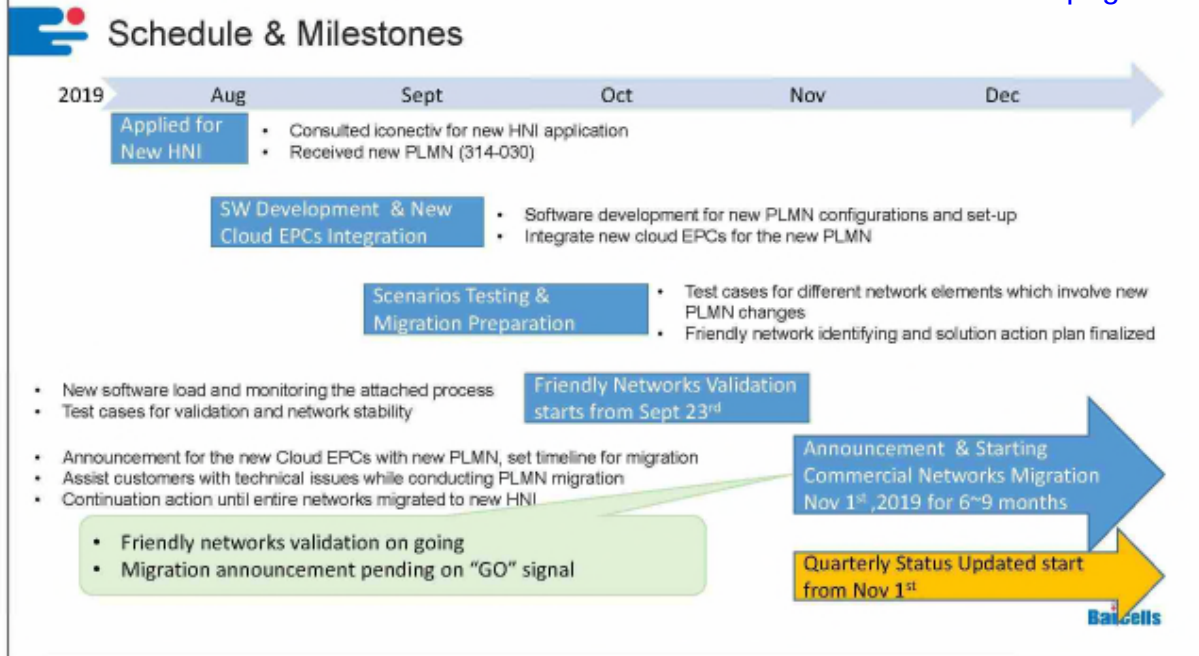 page
Schedule & Milestones
2019 Aug Sept Oct Nov Dec
Applied for
New HNI
• Consulted iconectiv for new HNI application
• Received new PLMN (314-030)
SW Development & New
Cloud EPCs Integration
• Software development for new PLMN configurations and set-up
• Integrate new cloud EPCs for the new PLMN
Scenarios Testing &
Migration Preparation
• Test cases for different network elements which involve new
PLMN changes
• Friendly network identifying and solution action plan finalized
• New software load and monitoring the attached process
• Test cases for validation and network stability
Friendly Networks Validation
starts from Sept 23rd
• Announcement for the new Cloud EPCs with new PLMN, set timeline for migration
• Assist customers with technical issues while conducting PLMN migration
• Continuation action until entire networks migrated to new HNI
Announcement & Starting
Commercial Networks Migration
Nov 1st ,2019 for 6~9 months
• Friendly networks validation on going
• Migration announcement pending on “GO” signal
Quarterly Status Updated start
from Nov 1st
Baicells